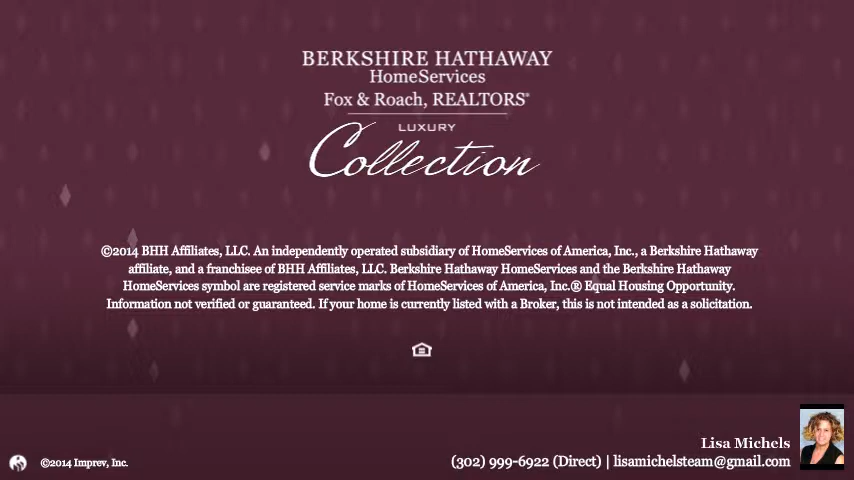 BERKSHIRE HATHAWAY
HomeServices
Fox & Roach, REALTORS®
LUXURY
Collection
©2014 BHH Affiliates, LLC. An independently operated subsidiary of HomeServices of America, Inc., a Berkshire Hathaway
affiliate, and a franchisee of BHH Affiliates, LLC. Berkshire Hathaway HomeServices and the Berkshire Hathaway
HomeServices symbol are registered service marks of HomeServices of America, Inc.® Equal Housing Opportunity.
Information not verified or guaranteed. If your home is currently listed with a Broker, this is not intended as a solicitation.
Lisa Michels
(302) 999-6922 (Direct) | lisamichelsteam@gmail.com
©2014 Imprev, Inc.